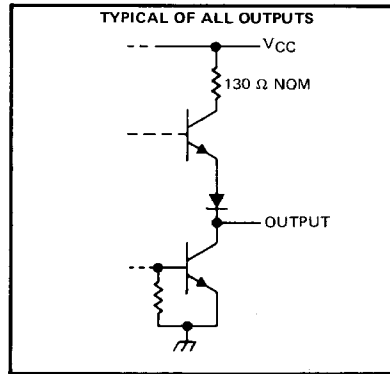 TYPICAL OF ALL OUTPUTS
VCC
130 Ω NOM
OUTPUT